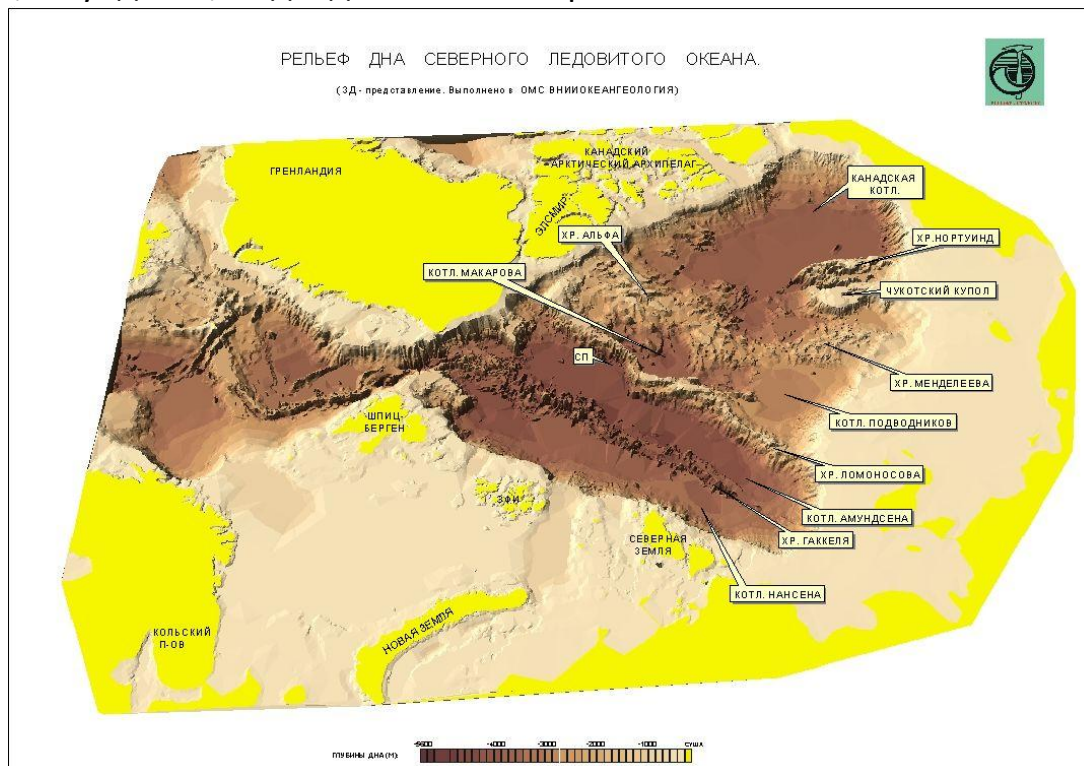 РЕЛЬЕФ ДНА СЕВЕРНОГО ЛЕДОВИТОГО ОКЕАНА.
(3Д- представление. Выполнено в ОМС ВНИИОКЕАНГЕОЛОГИЯ)
ГРЕНЛАНДИЯ
КАНАДСКИЙ
АРКТИЧЕСКИЙ АРХИПЕЛАГ
ЭЛСМИР
КАНАДСКАЯ
КОТЛ.
ХР. АЛЬФА
ХР.НОРТУИНД
КОТЛ. МАКАРОВА
ЧУКОТСКИЙ КУПОЛ
СП
ХР. МЕНДЕЛЕЕВА
ШПИЦ-
БЕРГЕН
КОТЛ. ПОДВОДНИКОВ
ХР. ЛОМОНОСОВА
ЗФИ
КОТЛ. АМУНДСЕНА
СЕВЕРНАЯ
ЗЕМЛЯ
ХР. ГАККЕЛЯ
КОТЛ. НАНСЕНА
НОВАЯ ЗЕМЛЯ
КОЛЬСКИЙ
П-ОВ
ГЛУБИНЫ ДНА (М):
-4000 -3000 -2000 -1000 СУША